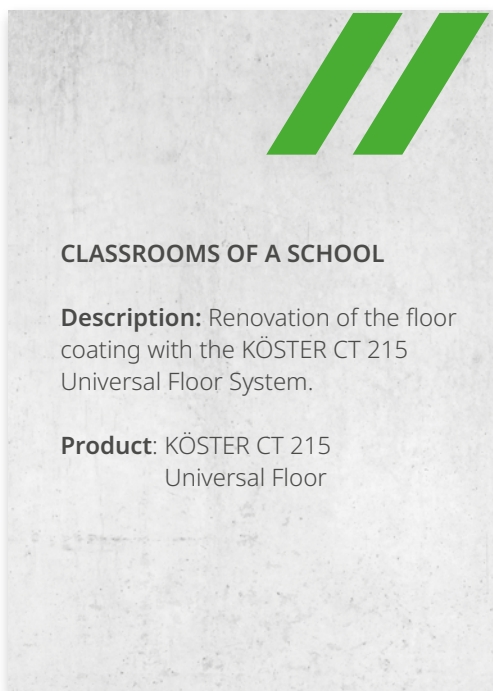 CLASSROOMS OF A SCHOOL
Description: Renovation of the floor
coating with the KÖSTER CT 215
Universal Floor System.
Product: KÖSTER CT 215
Universal Floor